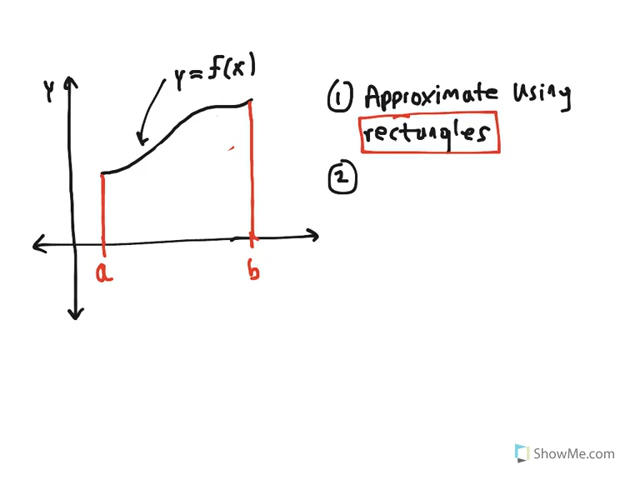 y = f(x)
Y
① Approximate using
rectangles
②
a
b
ShowMe.com